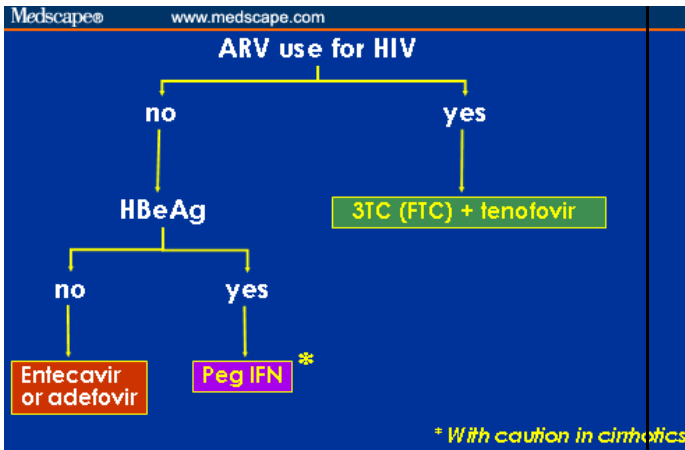 Medscape® www.medscape.com
ARV use for HIV
no yes
HBeAg 3TC (FTC) + tenofovir
no yes
Entecavir
or adefovir
Peg IFN *
* With caution in cirrhotics